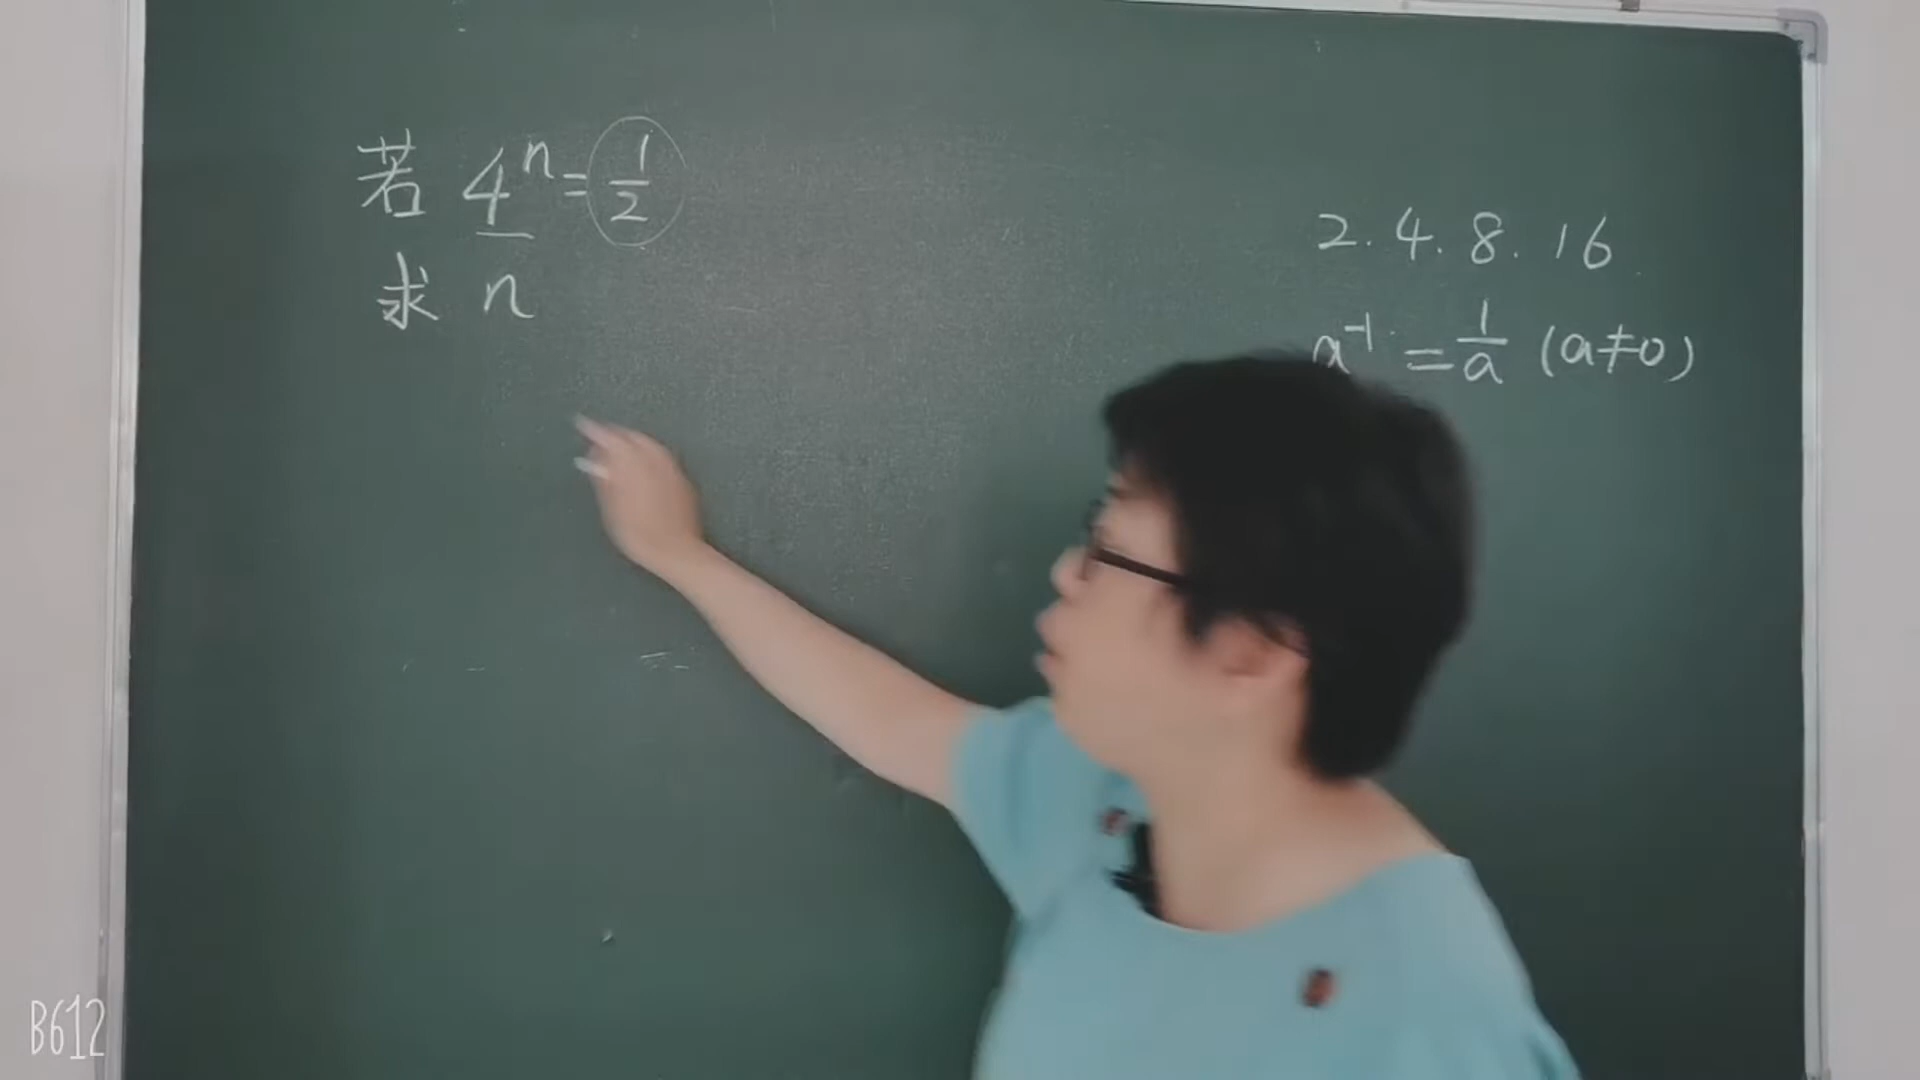 若 4ⁿ = 1/2
求 n
2. 4. 8. 16
a⁻¹ = 1/a (a≠0)
B612